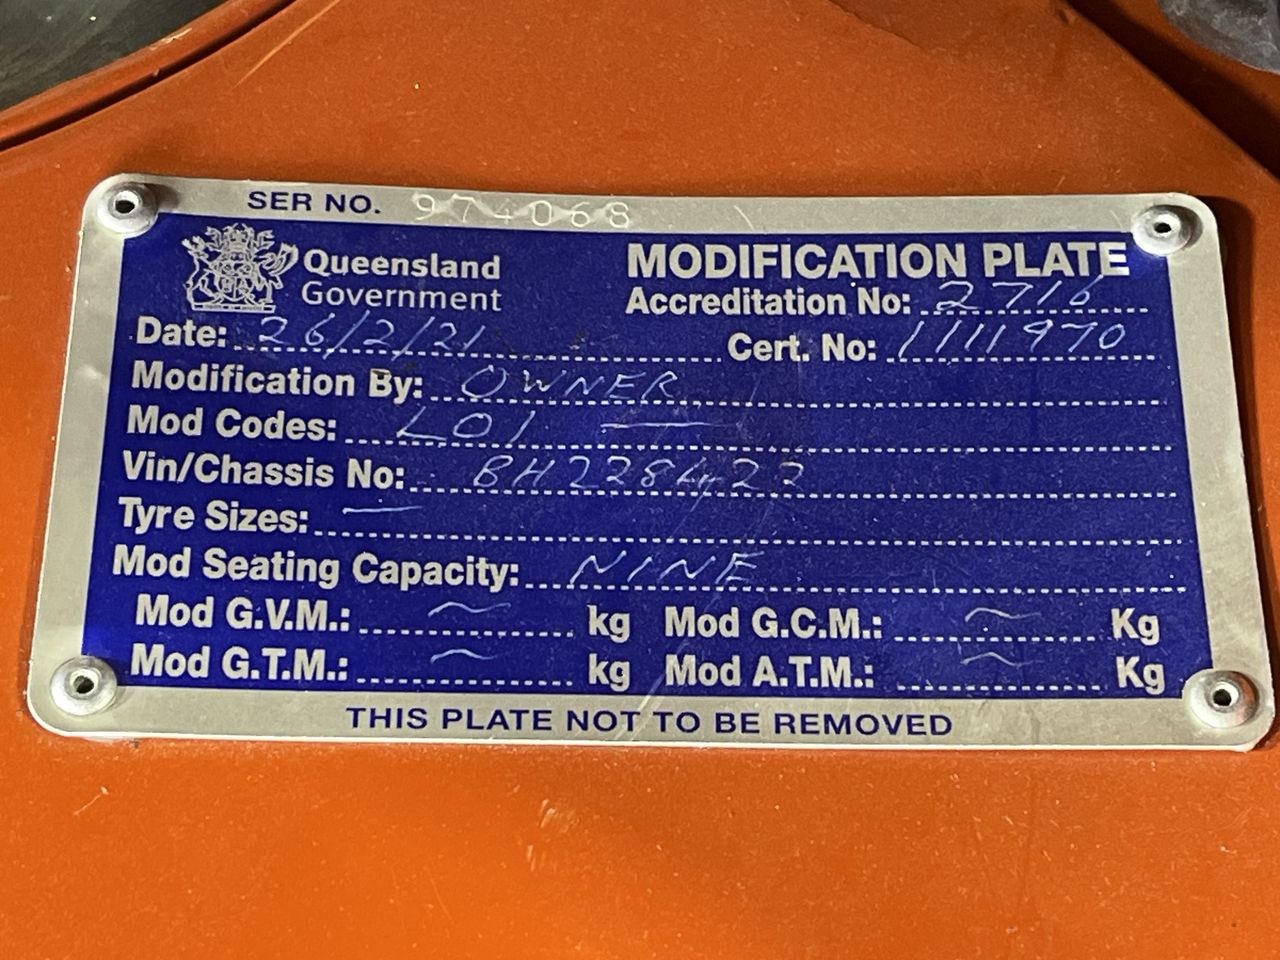 SER NO. 974068
Queensland
Government
MODIFICATION PLATE
Accreditation No: 2716
Date: 26/2/21
Cert. No: 1111970
Modification By: OWNER
Mod Codes: LO1 —
Vin/Chassis No: BH228422
Tyre Sizes: —
Mod Seating Capacity: NINE
Mod G.V.M.: ~ kg Mod G.C.M.: ~ Kg
Mod G.T.M.: ~ kg Mod A.T.M.: ~ Kg
THIS PLATE NOT TO BE REMOVED